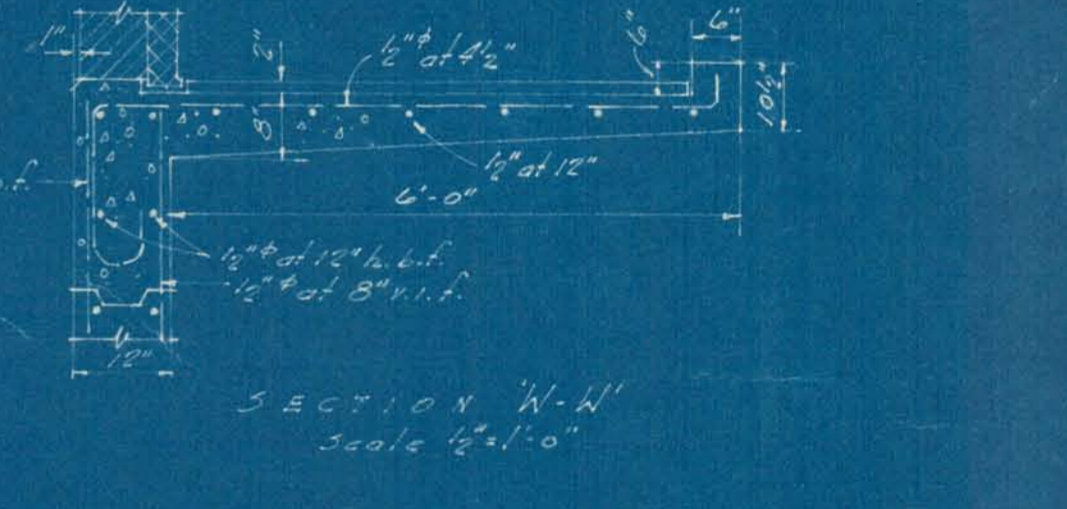 1"
2"
½"ᶲ at 4½"
6"
6"
10½"
8"
½" at 12"
6'-0"
½"ᶲ at 12" h. b.f.
½"ᶲ at 8" v.i.f.
12"
SECTION 'W-W'
Scale ½"=1'-0"